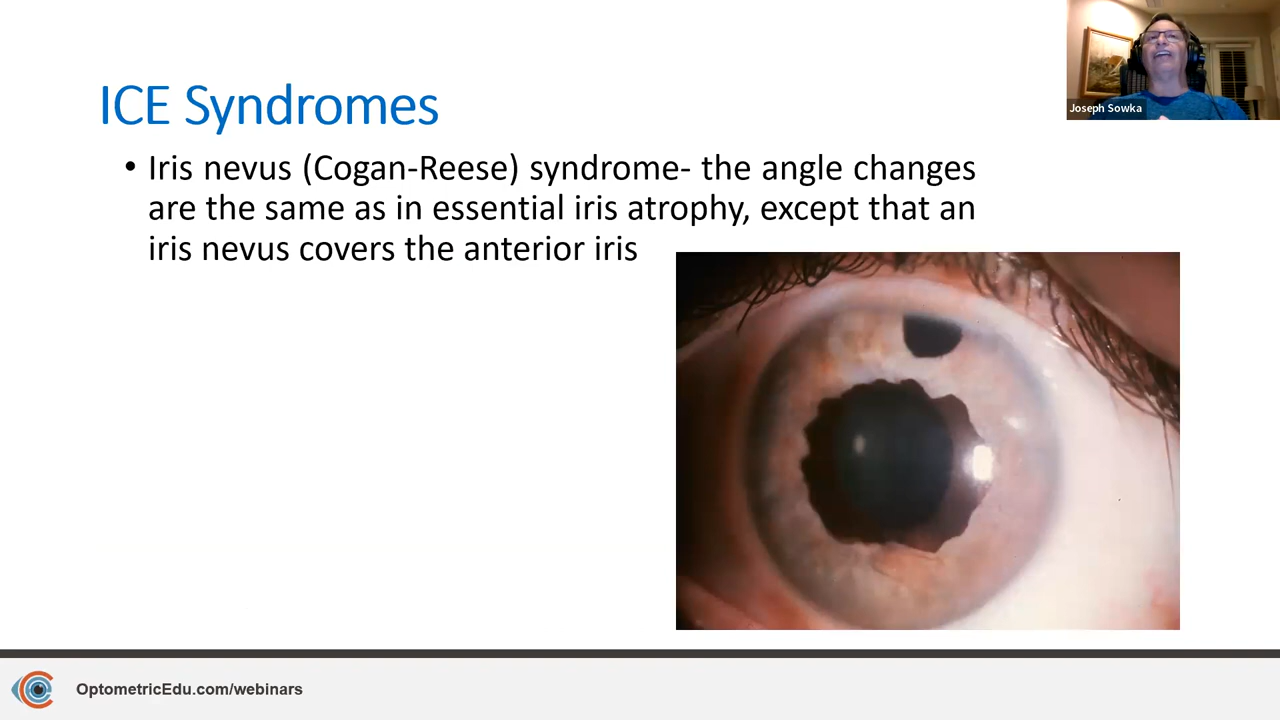 Joseph Sowka
ICE Syndromes
• Iris nevus (Cogan-Reese) syndrome- the angle changes
are the same as in essential iris atrophy, except that an
iris nevus covers the anterior iris
OptometricEdu.com/webinars